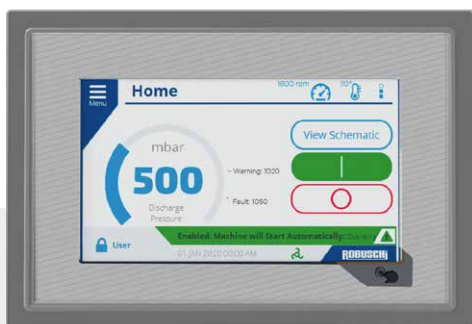 Menu
Home
1800 rpm
110°
mbar
500
Discharge
Pressure
- Warning: 1020
- Fault: 1050
View Schematic
User
Enabled: Machine will Start Automatically:
01 JAN 2020 00:00 AM
ROBUSCHI